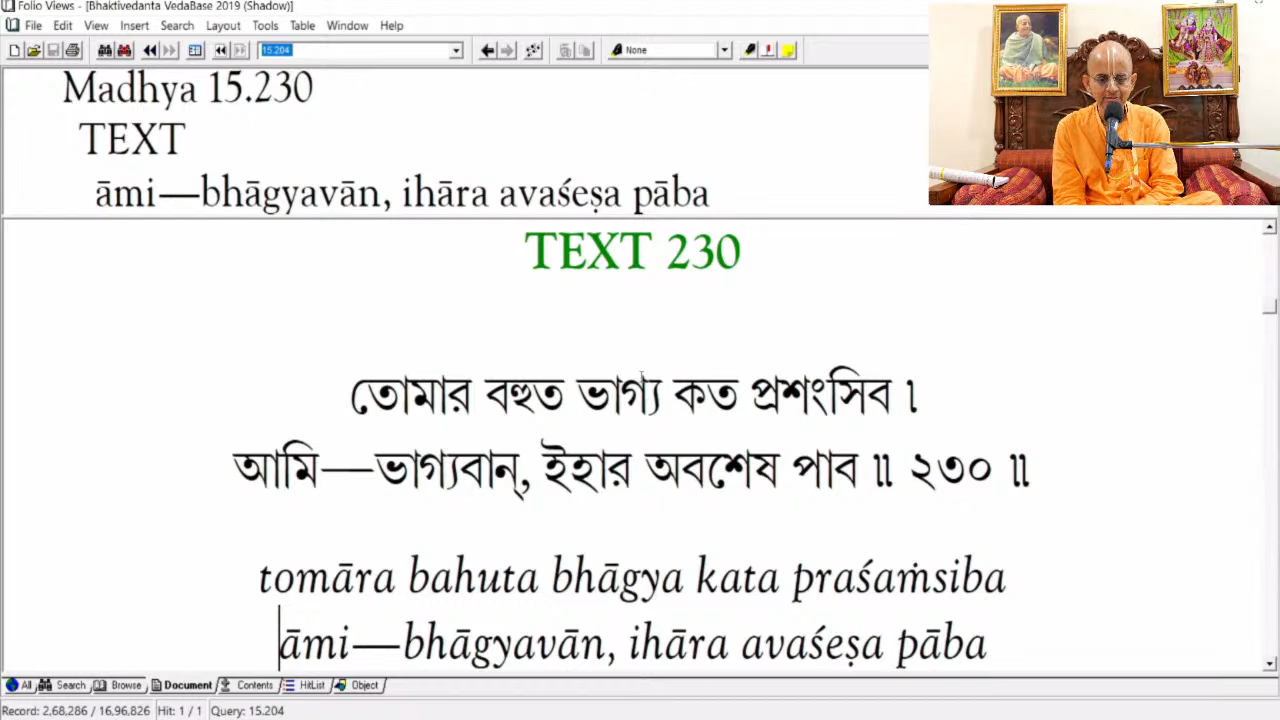 Folio Views - [Bhaktivedanta VedaBase 2019 (Shadow)]
File Edit View Insert Search Layout Tools Table Window Help
15.204 None
Madhya 15.230
TEXT
āmi—bhāgyavān, ihāra avaśeṣa pāba
TEXT 230
তোমার বহুত ভাগ্য কত প্রশংসিব ৷
আমি—ভাগ্যবান্, ইহার অবশেষ পাব ॥ ২৩০ ॥
tomāra bahuta bhāgya kata praśaṁsiba
āmi—bhāgyavān, ihāra avaśeṣa pāba
All Search Browse Document Contents HitList Object
Record: 2,68,286 / 16,96,826 Hit: 1 / 1 Query: 15.204